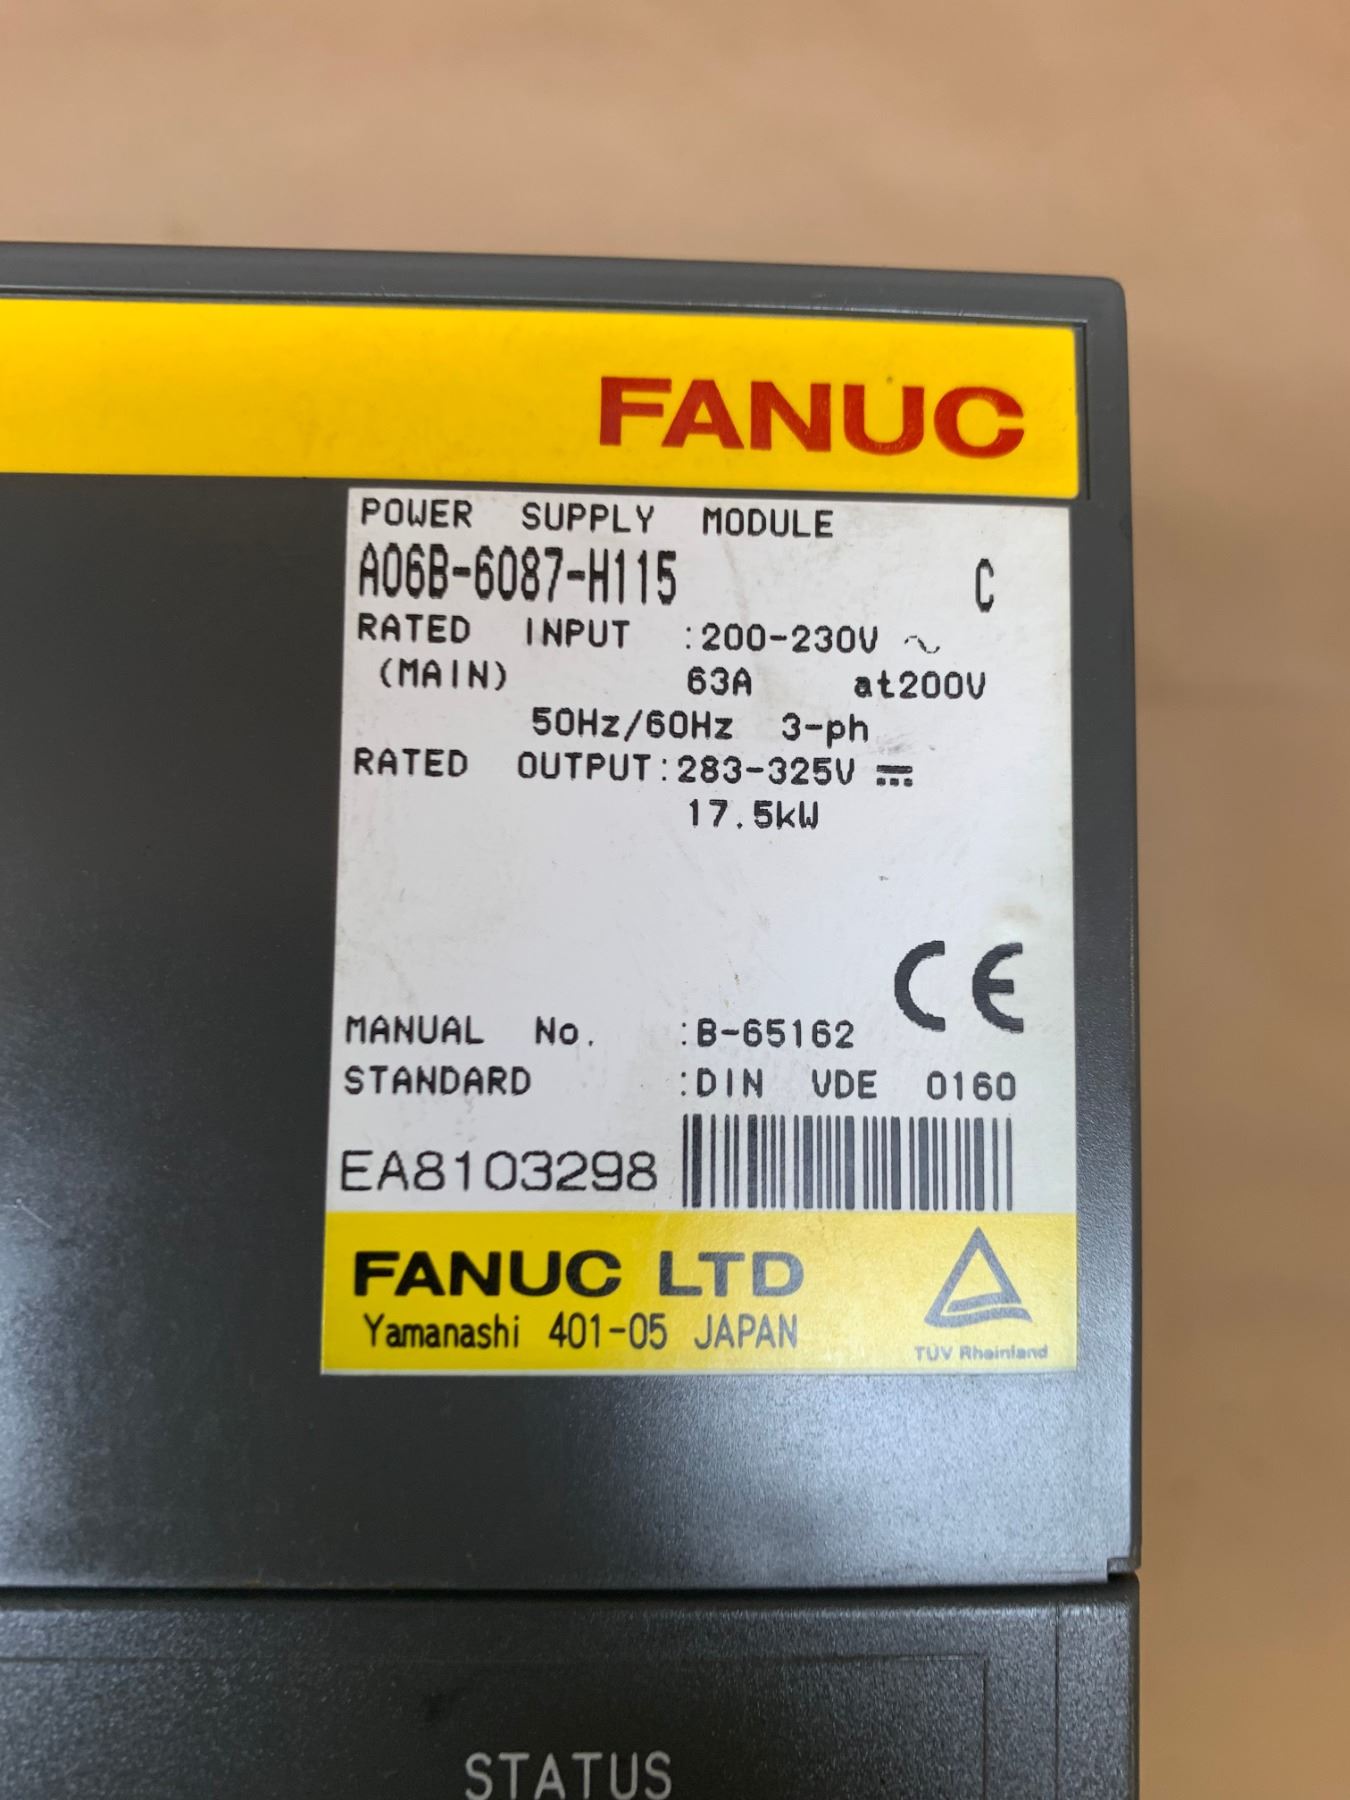 FANUC
POWER SUPPLY MODULE
A06B-6087-H115 C
RATED INPUT :200-230V ~
(MAIN) 63A at200V
50Hz/60Hz 3-ph
RATED OUTPUT:283-325V ⎓
17.5kW
CE
MANUAL No. :B-65162
STANDARD :DIN VDE 0160
EA8103298
FANUC LTD
Yamanashi 401-05 JAPAN
TÜV Rheinland
STATUS